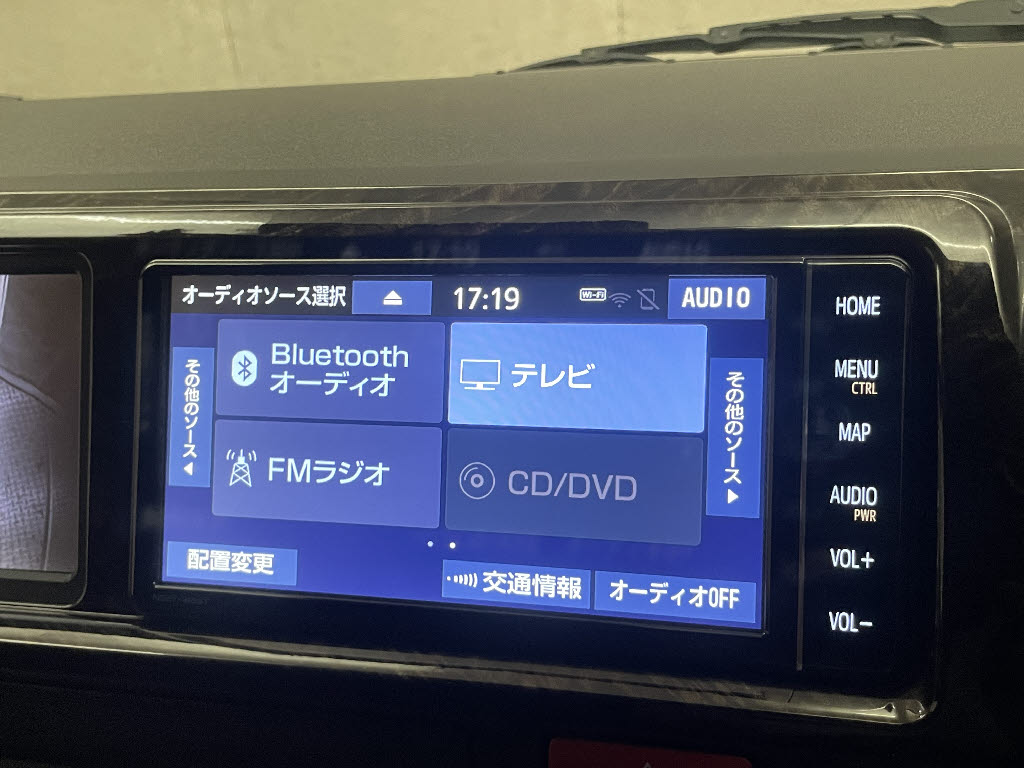 オーディオソース選択
17:19
Wi-Fi
AUDIO
その他のソース
Bluetooth
オーディオ
テレビ
その他のソース
FMラジオ
CD/DVD
配置変更
交通情報
オーディオOFF
HOME
MENU
CTRL
MAP
AUDIO
PWR
VOL+
VOL-